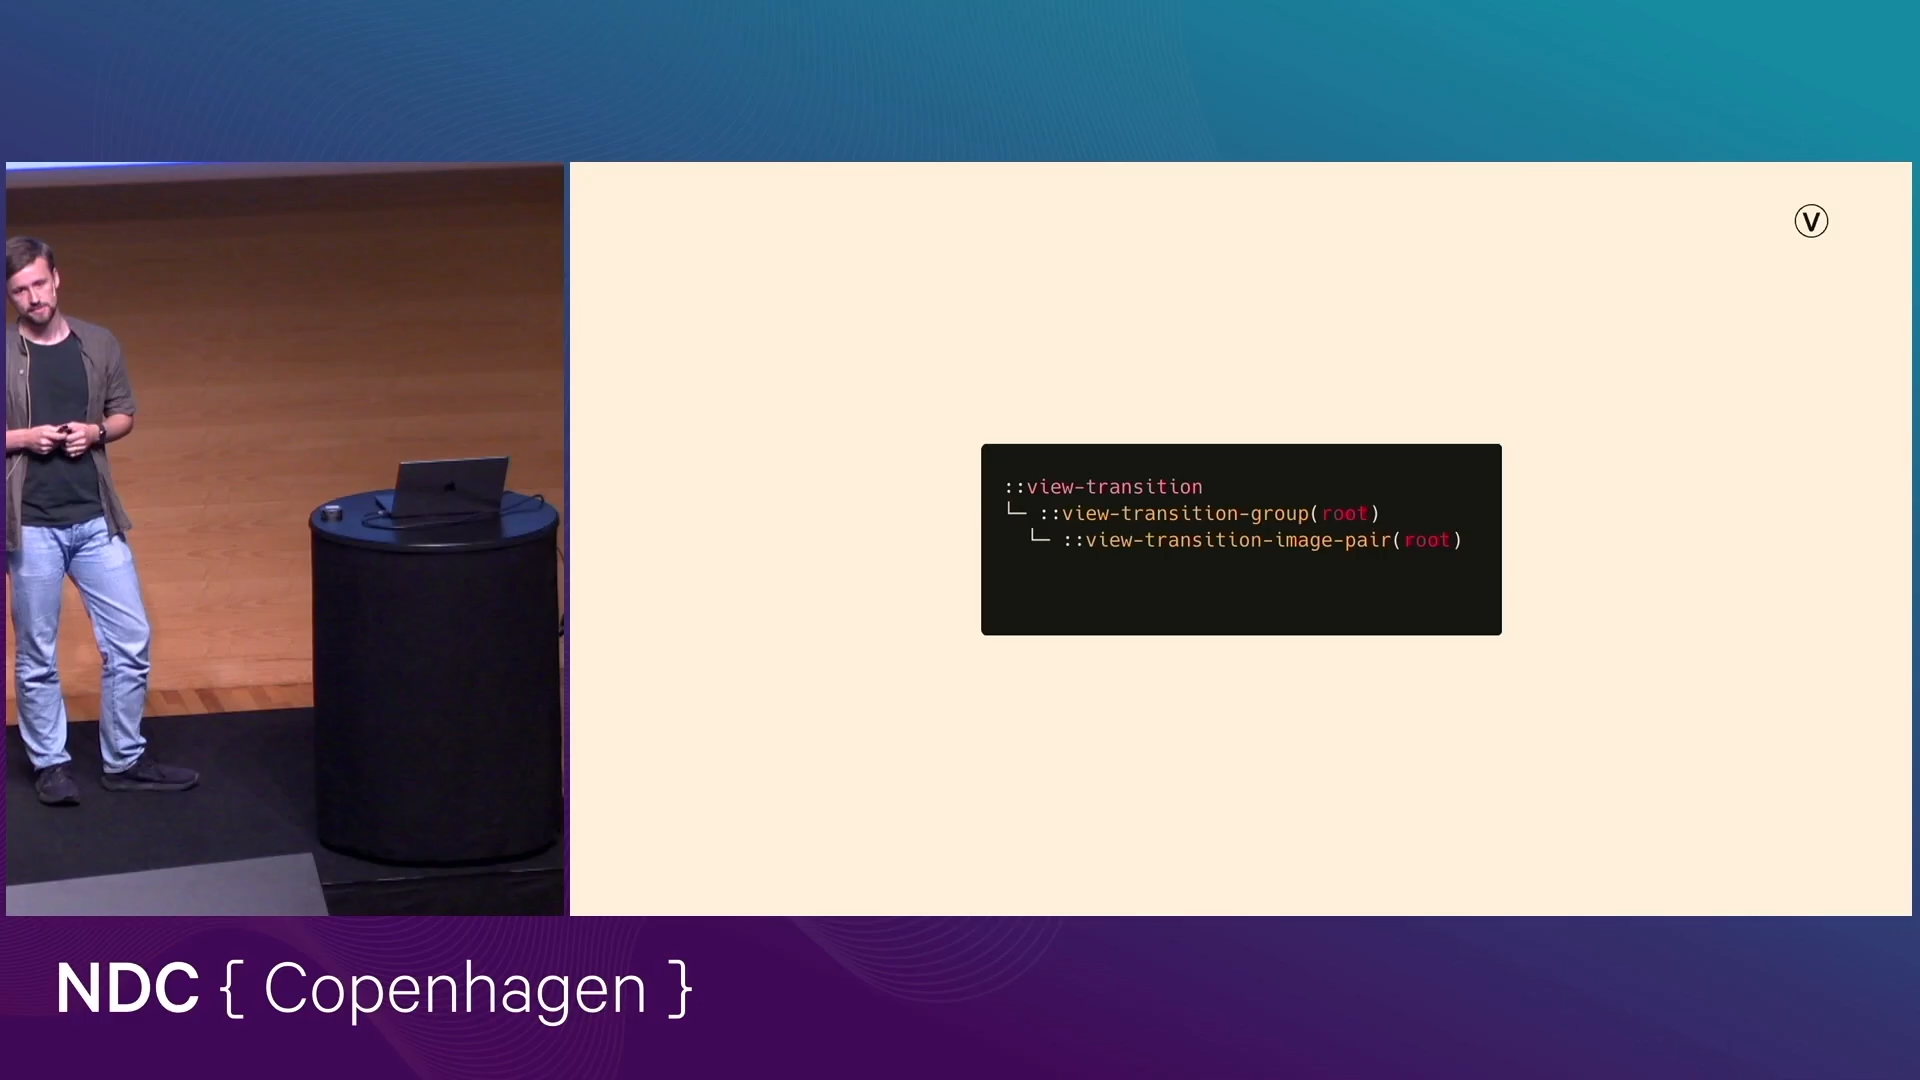 V
::view-transition
└─ ::view-transition-group(root)
└─ ::view-transition-image-pair(root)
NDC { Copenhagen }